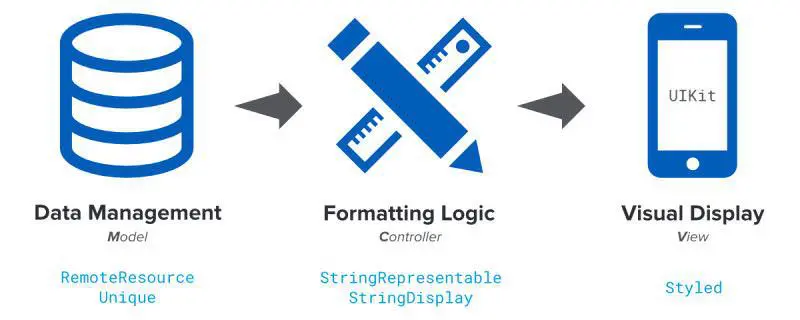 UIKit
Data Management
Model
RemoteResource
Unique
Formatting Logic
Controller
StringRepresentable
StringDisplay
Visual Display
View
Styled